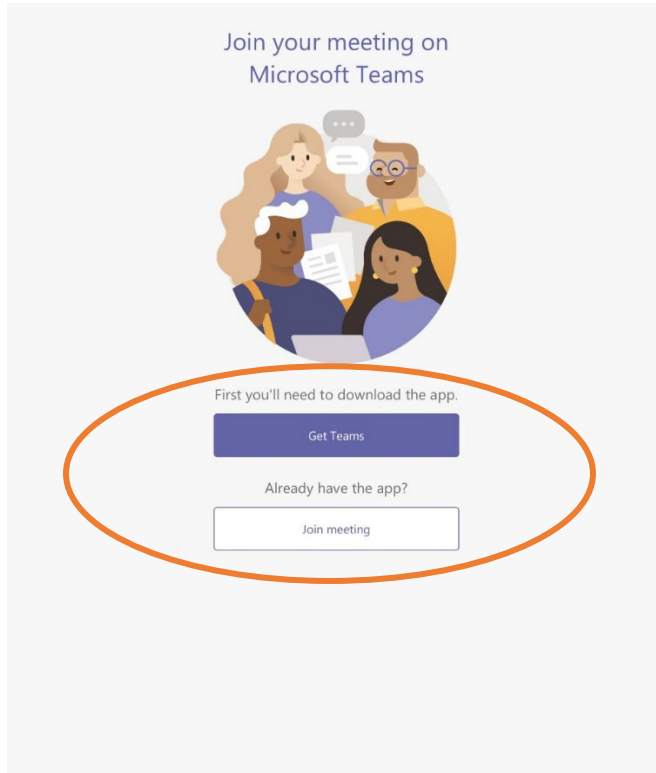 Join your meeting on
Microsoft Teams
First you'll need to download the app.
Get Teams
Already have the app?
Join meeting